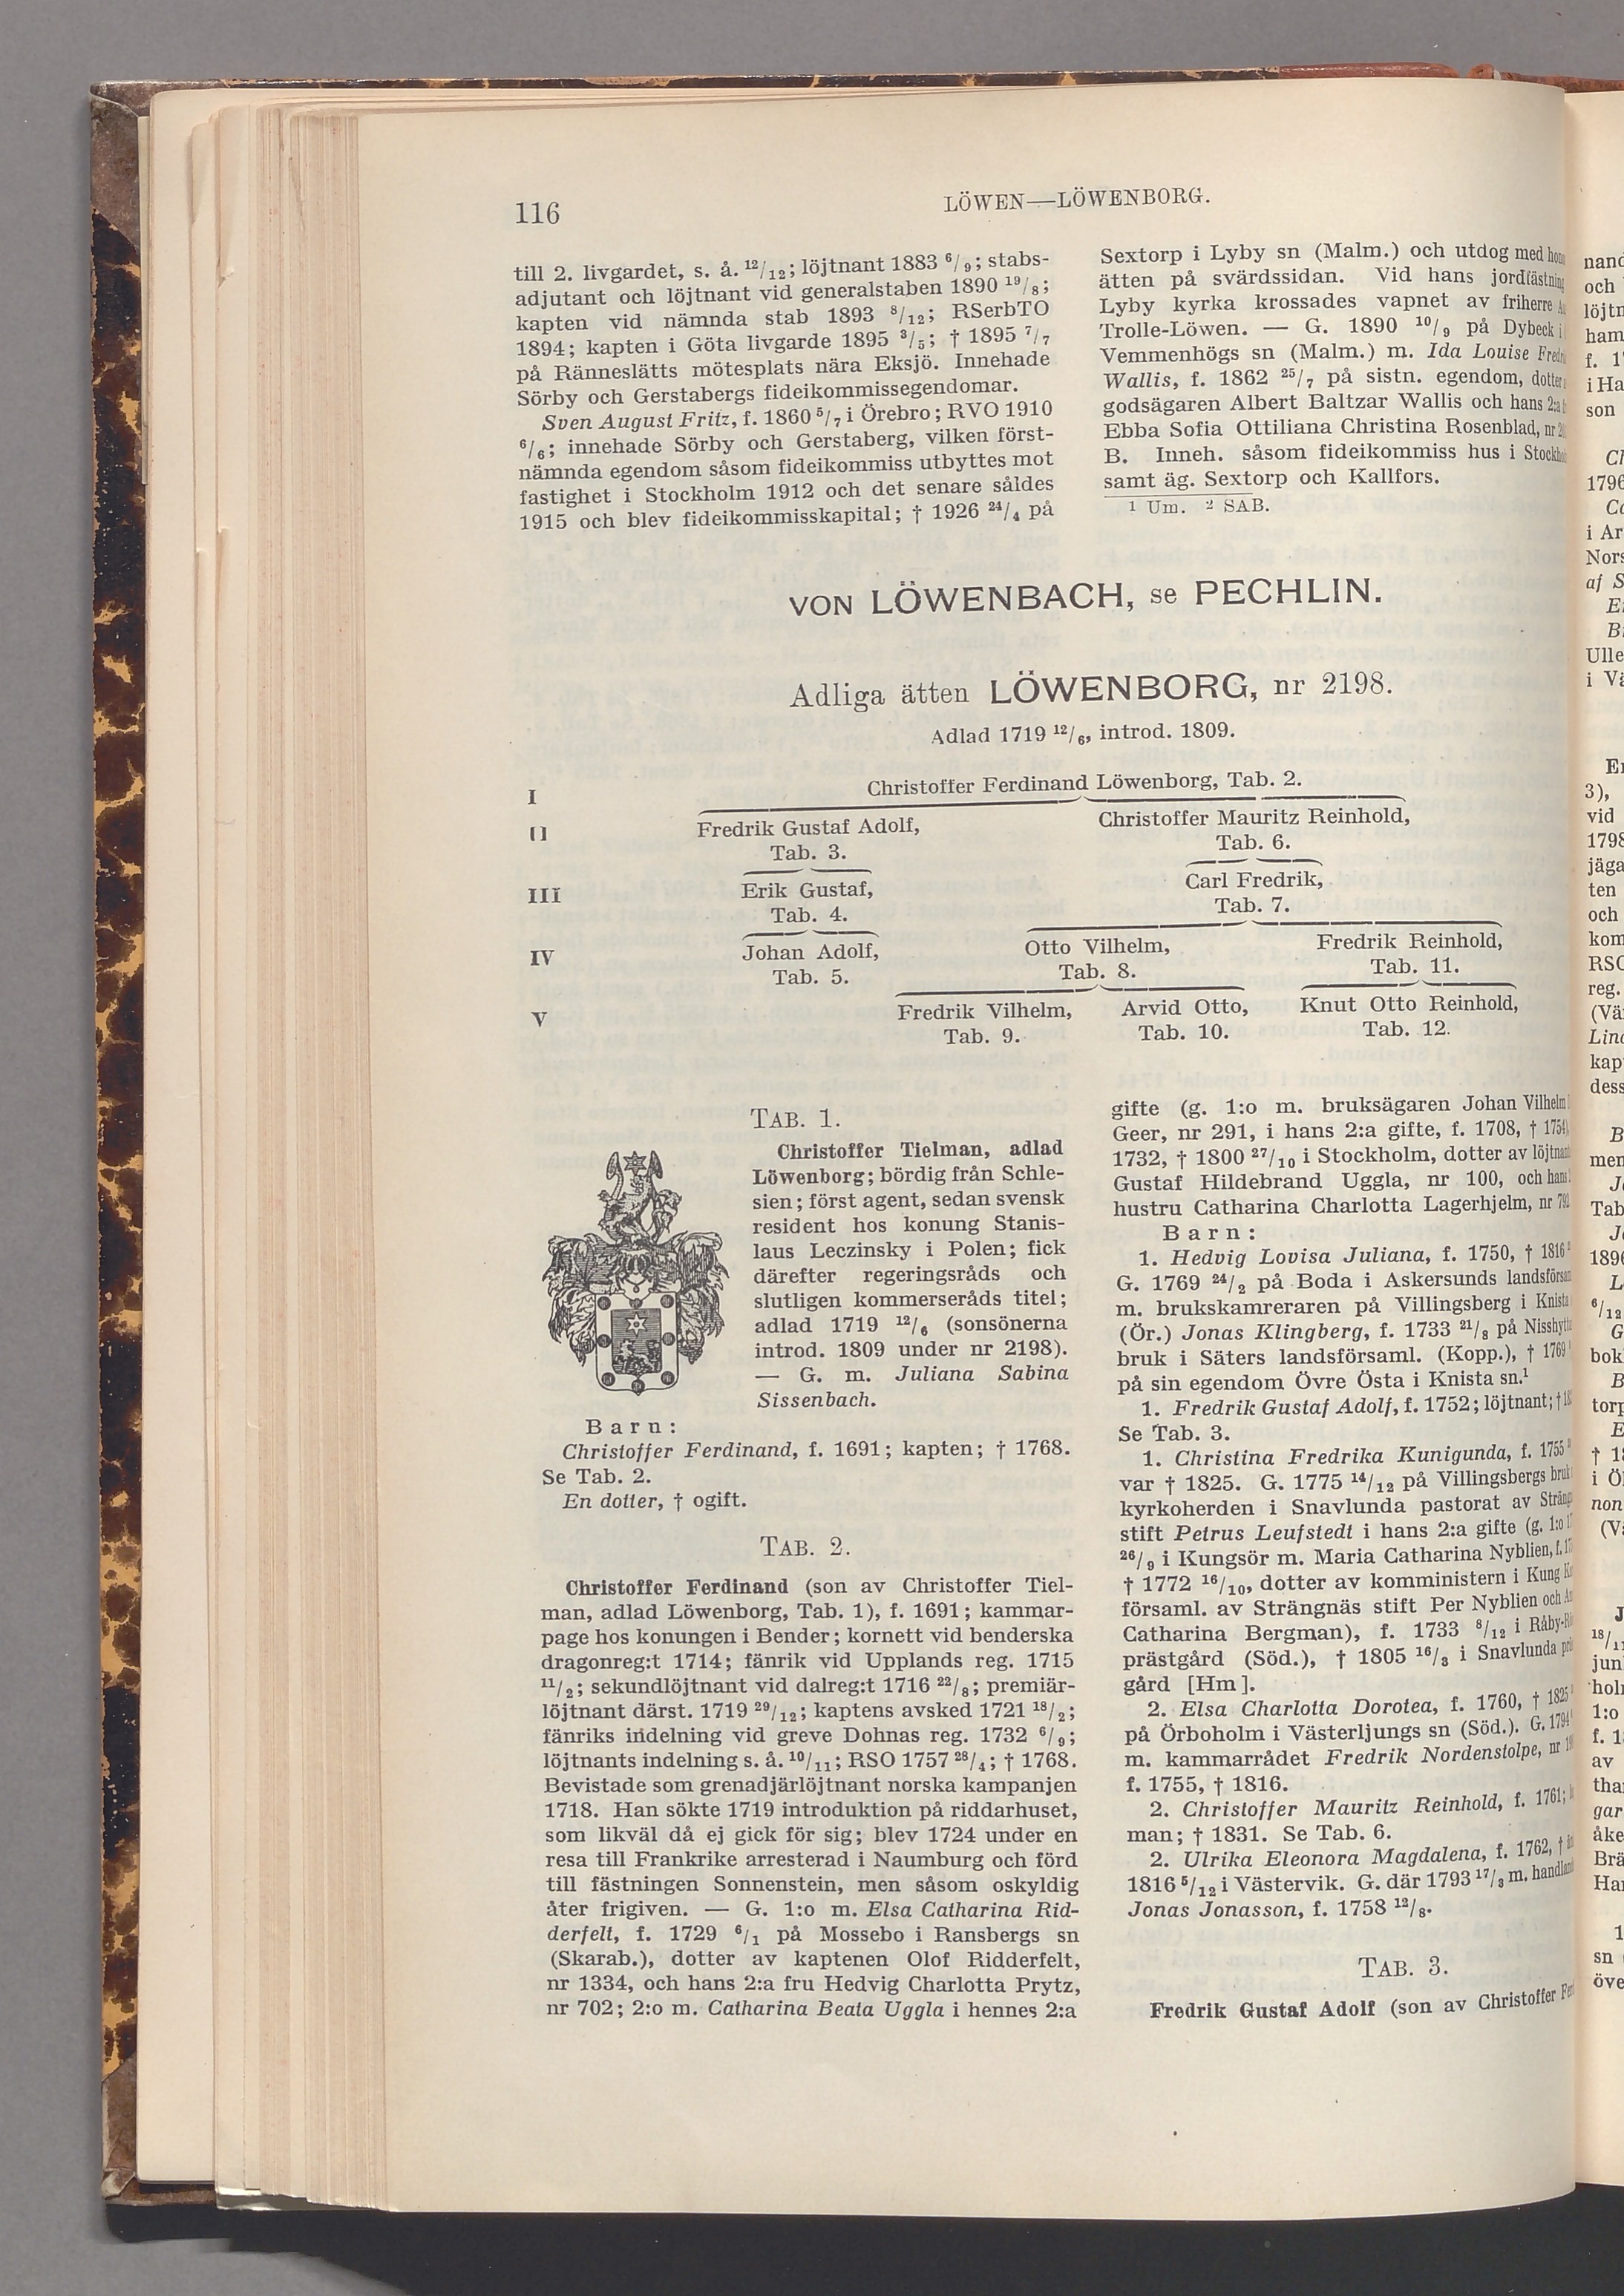 116
LÖWEN—LÖWENBORG.
till 2. livgardet, s. å. 12/12; löjtnant 1883 6/9; stabs-
adjutant och löjtnant vid generalstaben 1890 19/8;
kapten vid nämnda stab 1893 8/12; RSerbTO
1894; kapten i Göta livgarde 1895 3/5; † 1895 7/7
på Ränneslätts mötesplats nära Eksjö. Innehade
Sörby och Gerstabergs fideikommissegendomar.
Sven August Fritz, f. 1860 5/7 i Örebro; RVO 1910
6/6; innehade Sörby och Gerstaberg, vilken först-
nämnda egendom såsom fideikommiss utbyttes mot
fastighet i Stockholm 1912 och det senare såldes
1915 och blev fideikommisskapital; † 1926 24/4 på
Sextorp i Lyby sn (Malm.) och utdog med
ätten på svärdssidan. Vid hans jordfästning
Lyby kyrka krossades vapnet av friherre
Trolle-Löwen. — G. 1890 10/9 på Dybeck i
Vemmenhögs sn (Malm.) m. Ida Louise
Wallis, f. 1862 25/7 på sistn. egendom, dotter
godsägaren Albert Baltzar Wallis och hans 2:a
Ebba Sofia Ottiliana Christina Rosenblad, nr
B. Inneh. såsom fideikommiss hus i
samt äg. Sextorp och Kallfors.
1 Um. 2 SAB.
VON LÖWENBACH, se PECHLIN.
Adliga ätten LÖWENBORG, nr 2198.
Adlad 1719 12/6, introd. 1809.
I Christoffer Ferdinand Löwenborg, Tab. 2.
II Fredrik Gustaf Adolf, Christoffer Mauritz Reinhold,
Tab. 3. Tab. 6.
III Erik Gustaf, Carl Fredrik,
Tab. 4. Tab. 7.
IV Johan Adolf, Otto Vilhelm, Fredrik Reinhold,
Tab. 5. Tab. 8. Tab. 11.
V Fredrik Vilhelm, Arvid Otto, Knut Otto Reinhold,
Tab. 9. Tab. 10. Tab. 12.
TAB. 1.
Christoffer Tielman, adlad
Löwenborg; bördig från Schle-
sien; först agent, sedan svensk
resident hos konung Stanis-
laus Leczinsky i Polen; fick
därefter regeringsråds och
slutligen kommerseråds titel;
adlad 1719 12/6 (sonsönerna
introd. 1809 under nr 2198).
— G. m. Juliana Sabina
Sissenbach.
Barn:
Christoffer Ferdinand, f. 1691; kapten; † 1768.
Se Tab. 2.
En dotter, † ogift.
TAB. 2.
Christoffer Ferdinand (son av Christoffer Tiel-
man, adlad Löwenborg, Tab. 1), f. 1691; kammar-
page hos konungen i Bender; kornett vid benderska
dragonreg:t 1714; fänrik vid Upplands reg. 1715
11/2; sekundlöjtnant vid dalreg:t 1716 22/8; premiär-
löjtnant därst. 1719 29/12; kaptens avsked 1721 18/2;
fänriks indelning vid greve Dohnas reg. 1732 6/9;
löjtnants indelning s. å. 10/11; RSO 1757 28/4; † 1768.
Bevistade som grenadjärlöjtnant norska kampanjen
1718. Han sökte 1719 introduktion på riddarhuset,
som likväl då ej gick för sig; blev 1724 under en
resa till Frankrike arresterad i Naumburg och förd
till fästningen Sonnenstein, men såsom oskyldig
åter frigiven. — G. 1:o m. Elsa Catharina Rid-
derfelt, f. 1729 6/1 på Mossebo i Ransbergs sn
(Skarab.), dotter av kaptenen Olof Ridderfelt,
nr 1334, och hans 2:a fru Hedvig Charlotta Prytz,
nr 702; 2:o m. Catharina Beata Uggla i hennes 2:a
gifte (g. 1:o m. bruksägaren Johan Vilhelm
Geer, nr 291, i hans 2:a gifte, f. 1708, † 1754),
1732, † 1800 27/10 i Stockholm, dotter av
Gustaf Hildebrand Uggla, nr 100, och hans
hustru Catharina Charlotta Lagerhjelm, nr
Barn:
1. Hedvig Lovisa Juliana, f. 1750, † 1816
G. 1769 24/2 på Boda i Askersunds
m. brukskamreraren på Villingsberg i Knista
(Ör.) Jonas Klingberg, f. 1733 21/8 på
bruk i Säters landsförsaml. (Kopp.), † 1769
på sin egendom Övre Östa i Knista sn.1
1. Fredrik Gustaf Adolf, f. 1752; löjtnant; †
Se Tab. 3.
1. Christina Fredrika Kunigunda, f. 1755
var † 1825. G. 1775 14/12 på Villingsbergs
kyrkoherden i Snavlunda pastorat av
stift Petrus Leufstedt i hans 2:a gifte (g. 1:o
26/9 i Kungsör m. Maria Catharina Nyblien, f.
† 1772 16/10, dotter av komministern i Kung
församl. av Strängnäs stift Per Nyblien och
Catharina Bergman), f. 1733 8/12 i
prästgård (Söd.), † 1805 16/3 i Snavlunda
gård [Hm].
2. Elsa Charlotta Dorotea, f. 1760, † 1825
på Örboholm i Västerljungs sn (Söd.). G. 1794
m. kammarrådet Fredrik Nordenstolpe, nr
f. 1755, † 1816.
2. Christoffer Mauritz Reinhold, f. 1761;
man; † 1831. Se Tab. 6.
2. Ulrika Eleonora Magdalena, f. 1762, †
1816 5/12 i Västervik. G. där 1793 17/3 m.
Jonas Jonasson, f. 1758 12/8.
TAB. 3.
Fredrik Gustaf Adolf (son av Christoffer